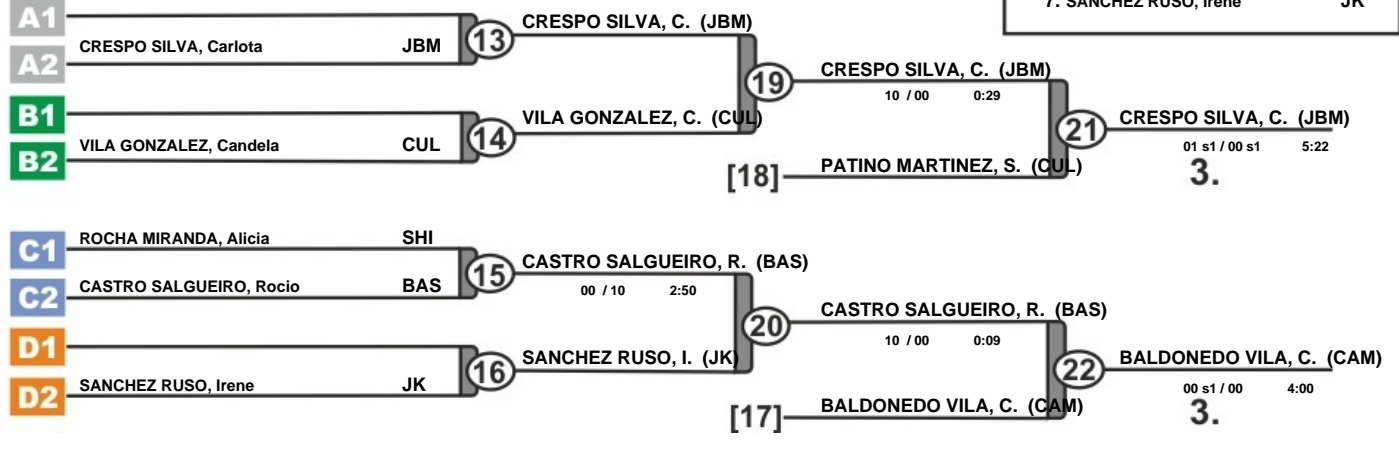 7. SANCHEZ RUSO, Irene JK
A1
CRESPO SILVA, Carlota JBM
A2
13
CRESPO SILVA, C. (JBM)
B1
VILA GONZALEZ, Candela CUL
B2
14
VILA GONZALEZ, C. (CUL)
19
CRESPO SILVA, C. (JBM)
10 / 00 0:29
[18]
PATINO MARTINEZ, S. (CUL)
21
CRESPO SILVA, C. (JBM)
01 s1 / 00 s1 5:22
3.
C1
ROCHA MIRANDA, Alicia SHI
C2
CASTRO SALGUEIRO, Rocio BAS
15
CASTRO SALGUEIRO, R. (BAS)
00 / 10 2:50
D1
D2
SANCHEZ RUSO, Irene JK
16
SANCHEZ RUSO, I. (JK)
20
CASTRO SALGUEIRO, R. (BAS)
10 / 00 0:09
[17]
BALDONEDO VILA, C. (CAM)
22
BALDONEDO VILA, C. (CAM)
00 s1 / 00 4:00
3.